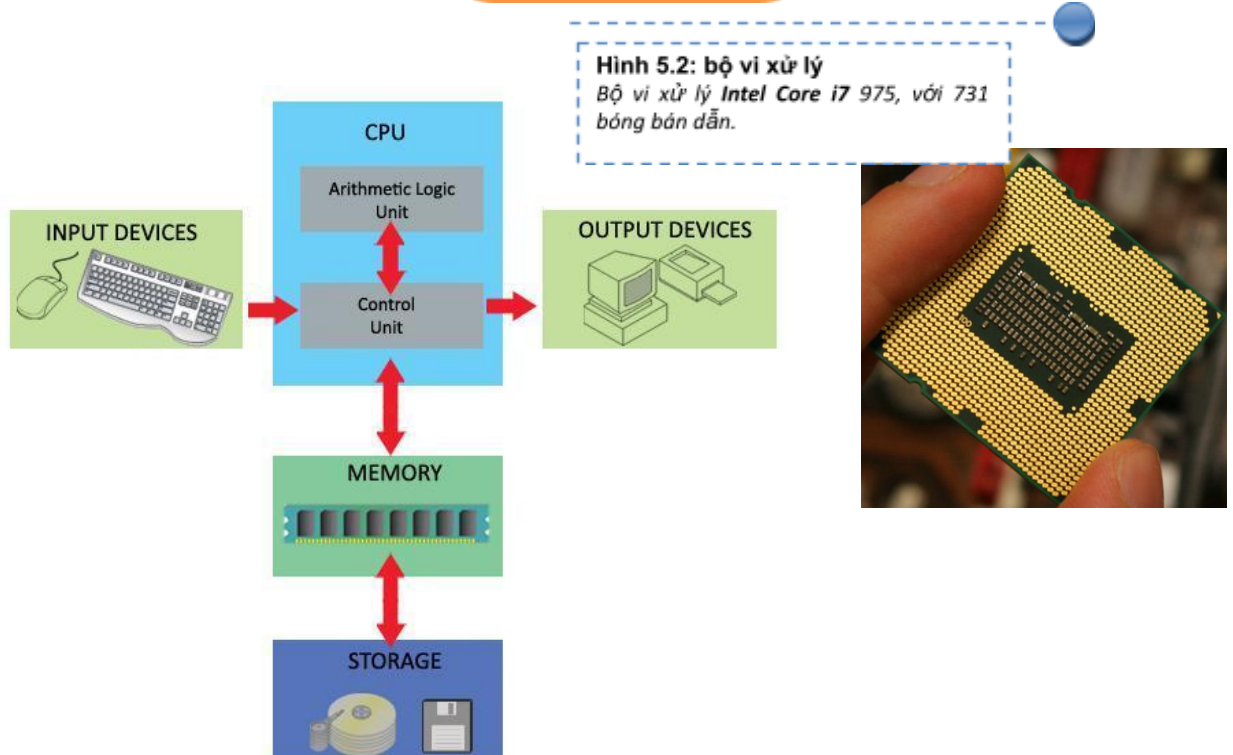 Hình 5.2: bộ vi xử lý
Bộ vi xử lý Intel Core i7 975, với 731
bóng bán dẫn.
CPU
Arithmetic Logic
Unit
INPUT DEVICES
OUTPUT DEVICES
Control
Unit
MEMORY
STORAGE